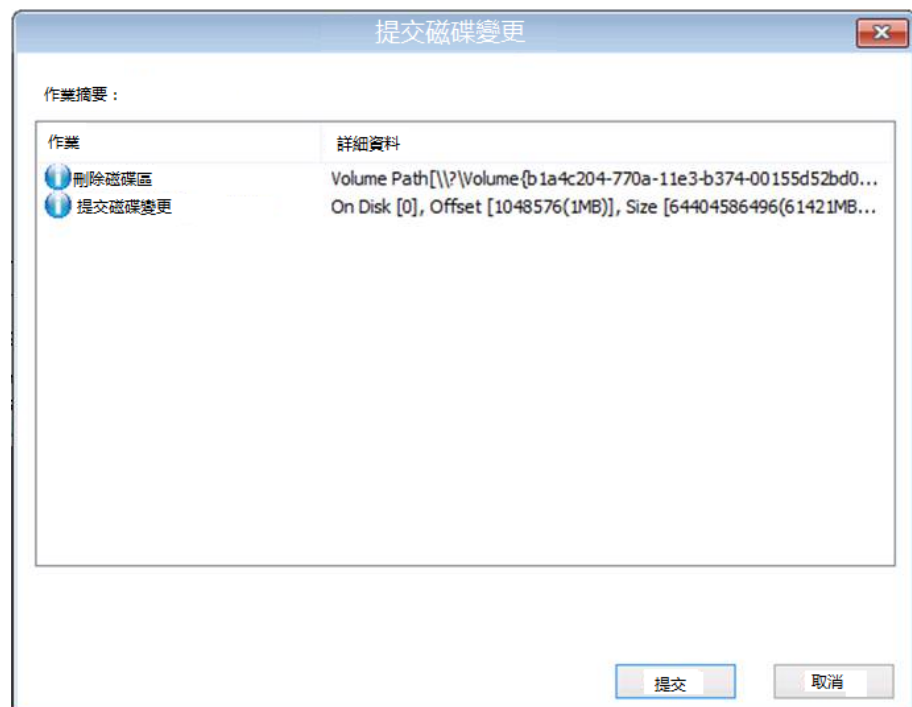 提交磁碟變更
作業摘要：
作業 詳細資料
刪除磁碟區 Volume Path[\\?\Volume{b1a4c204-770a-11e3-b374-00155d52bd0...
提交磁碟變更 On Disk [0], Offset [1048576(1MB)], Size [64404586496(61421MB...
提交 取消